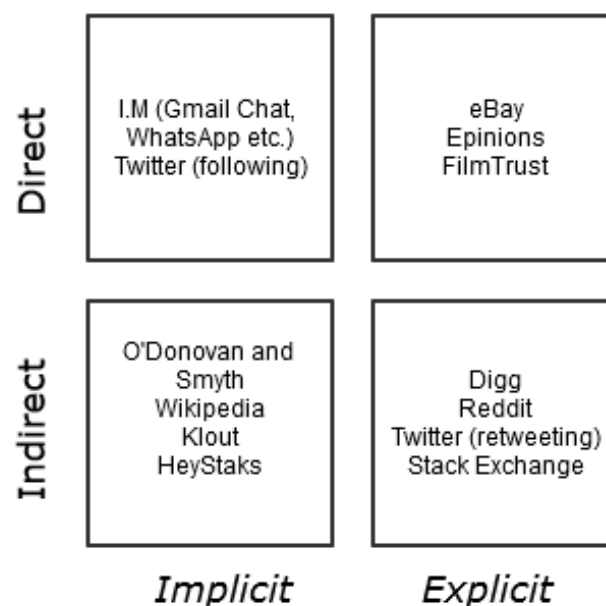 Direct
I.M (Gmail Chat,
WhatsApp etc.)
Twitter (following)
eBay
Epinions
FilmTrust
Indirect
O'Donovan and
Smyth
Wikipedia
Klout
HeyStaks
Digg
Reddit
Twitter (retweeting)
Stack Exchange
Implicit
Explicit